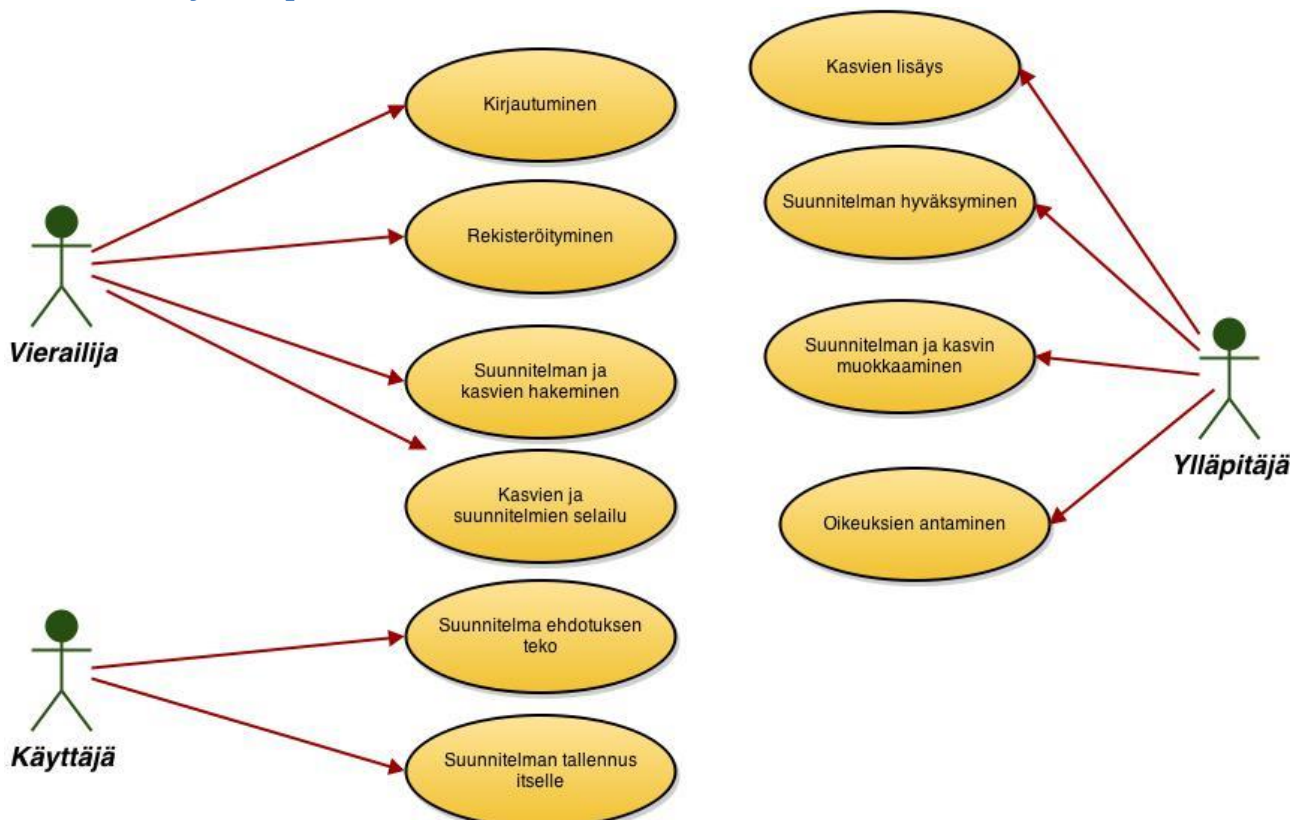 Kirjautuminen
Rekisteröityminen
Vierailija
Suunnitelman ja
kasvien hakeminen
Kasvien ja
suunnitelmien selailu
Suunnitelma ehdotuksen
teko
Käyttäjä
Suunnitelman tallennus
itselle
Kasvien lisäys
Suunnitelman hyväksyminen
Suunnitelman ja kasvin
muokkaaminen
Ylläpitäjä
Oikeuksien antaminen